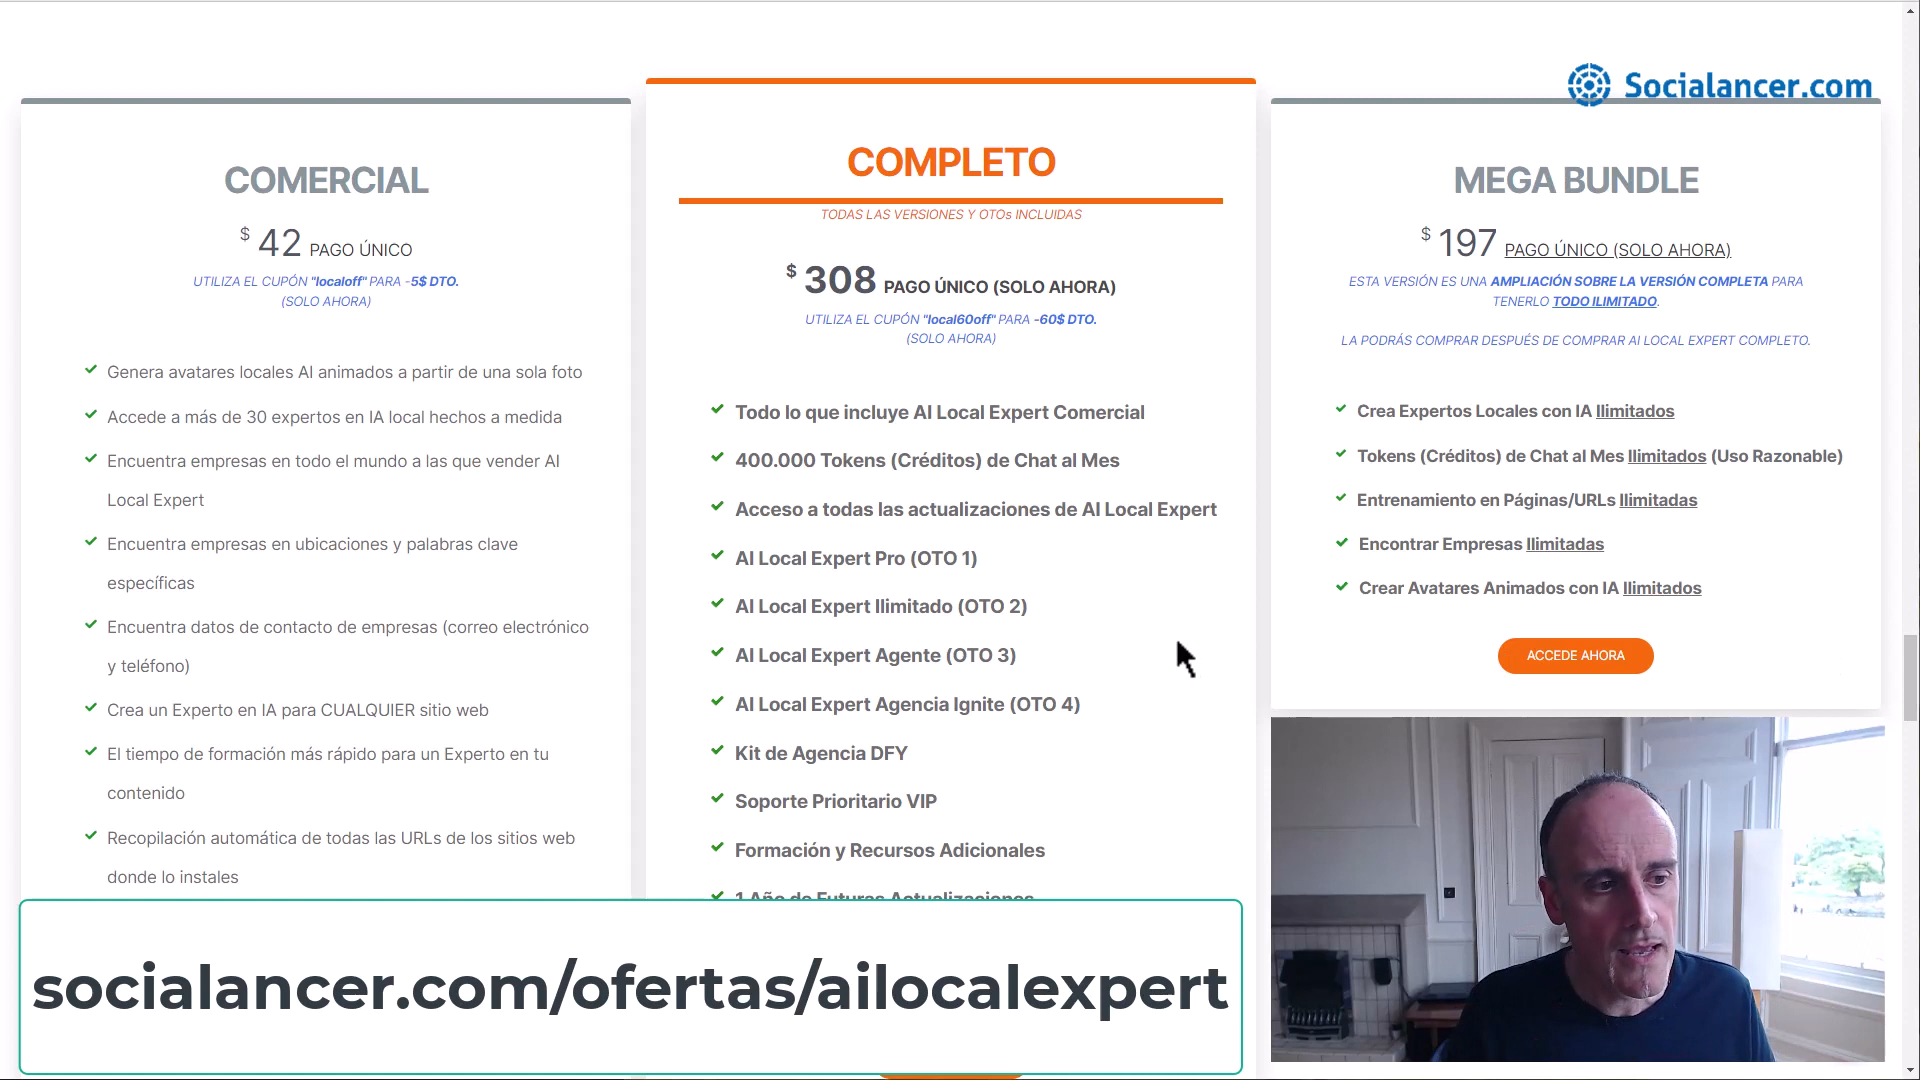 Socialancer.com
COMERCIAL
$ 42 PAGO ÚNICO
UTILIZA EL CUPÓN "localoff" PARA -5$ DTO.
(SOLO AHORA)
Genera avatares locales AI animados a partir de una sola foto
Accede a más de 30 expertos en IA local hechos a medida
Encuentra empresas en todo el mundo a las que vender AI
Local Expert
Encuentra empresas en ubicaciones y palabras clave
específicas
Encuentra datos de contacto de empresas (correo electrónico
y teléfono)
Crea un Experto en IA para CUALQUIER sitio web
El tiempo de formación más rápido para un Experto en tu
contenido
Recopilación automática de todas las URLs de los sitios web
donde lo instales
COMPLETO
TODAS LAS VERSIONES Y OTOs INCLUIDAS
$ 308 PAGO ÚNICO (SOLO AHORA)
UTILIZA EL CUPÓN "local60off" PARA -60$ DTO.
(SOLO AHORA)
Todo lo que incluye AI Local Expert Comercial
400.000 Tokens (Créditos) de Chat al Mes
Acceso a todas las actualizaciones de AI Local Expert
AI Local Expert Pro (OTO 1)
AI Local Expert Ilimitado (OTO 2)
AI Local Expert Agente (OTO 3)
AI Local Expert Agencia Ignite (OTO 4)
Kit de Agencia DFY
Soporte Prioritario VIP
Formación y Recursos Adicionales
1 Año de Futuras Actualizaciones
MEGA BUNDLE
$ 197 PAGO ÚNICO (SOLO AHORA)
ESTA VERSIÓN ES UNA AMPLIACIÓN SOBRE LA VERSIÓN COMPLETA PARA
TENERLO TODO ILIMITADO.
LA PODRÁS COMPRAR DESPUÉS DE COMPRAR AI LOCAL EXPERT COMPLETO.
Crea Expertos Locales con IA Ilimitados
Tokens (Créditos) de Chat al Mes Ilimitados (Uso Razonable)
Entrenamiento en Páginas/URLs Ilimitadas
Encontrar Empresas Ilimitadas
Crear Avatares Animados con IA Ilimitados
ACCEDE AHORA
socialancer.com/ofertas/ailocalexpert